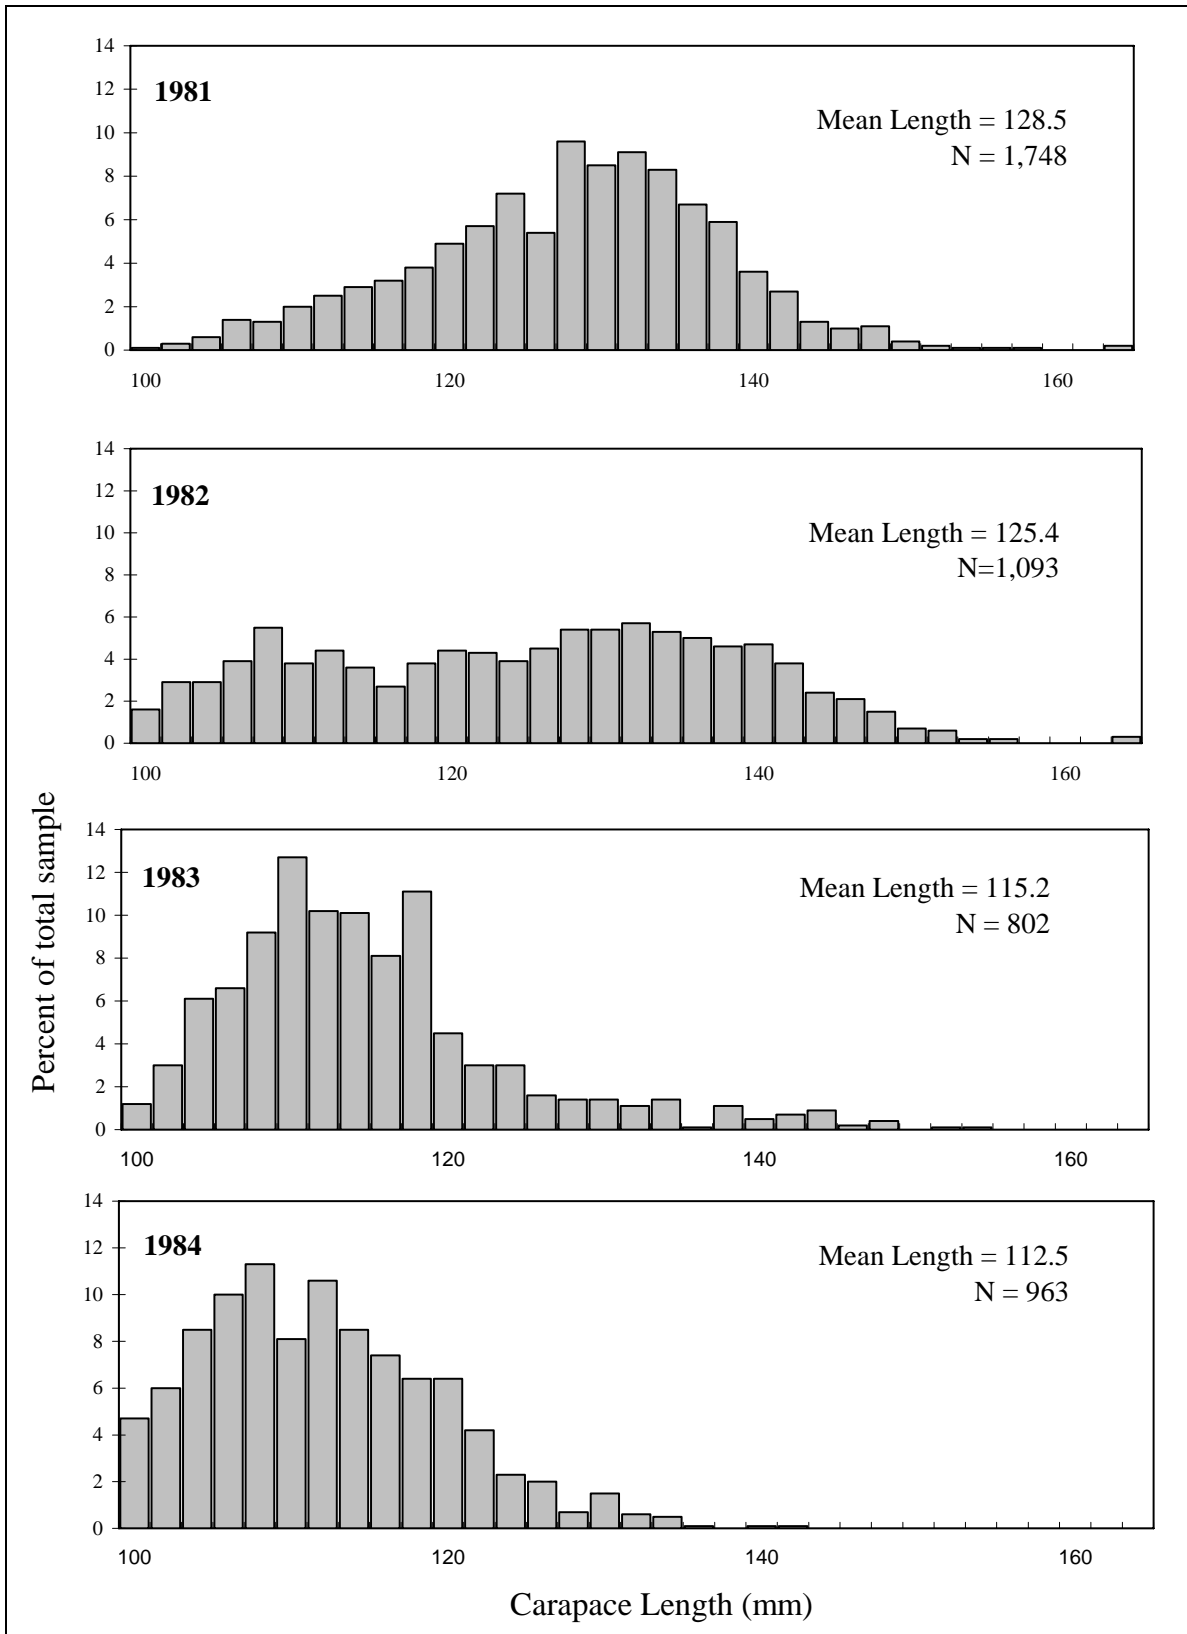 14
12
10
8
6
4
2
0
1981
Mean Length = 128.5
N = 1,748
100 120 140 160
14
12
10
8
6
4
2
0
1982
Mean Length = 125.4
N=1,093
100 120 140 160
Percent of total sample
14
12
10
8
6
4
2
0
1983
Mean Length = 115.2
N = 802
100 120 140 160
14
12
10
8
6
4
2
0
1984
Mean Length = 112.5
N = 963
100 120 140 160
Carapace Length (mm)